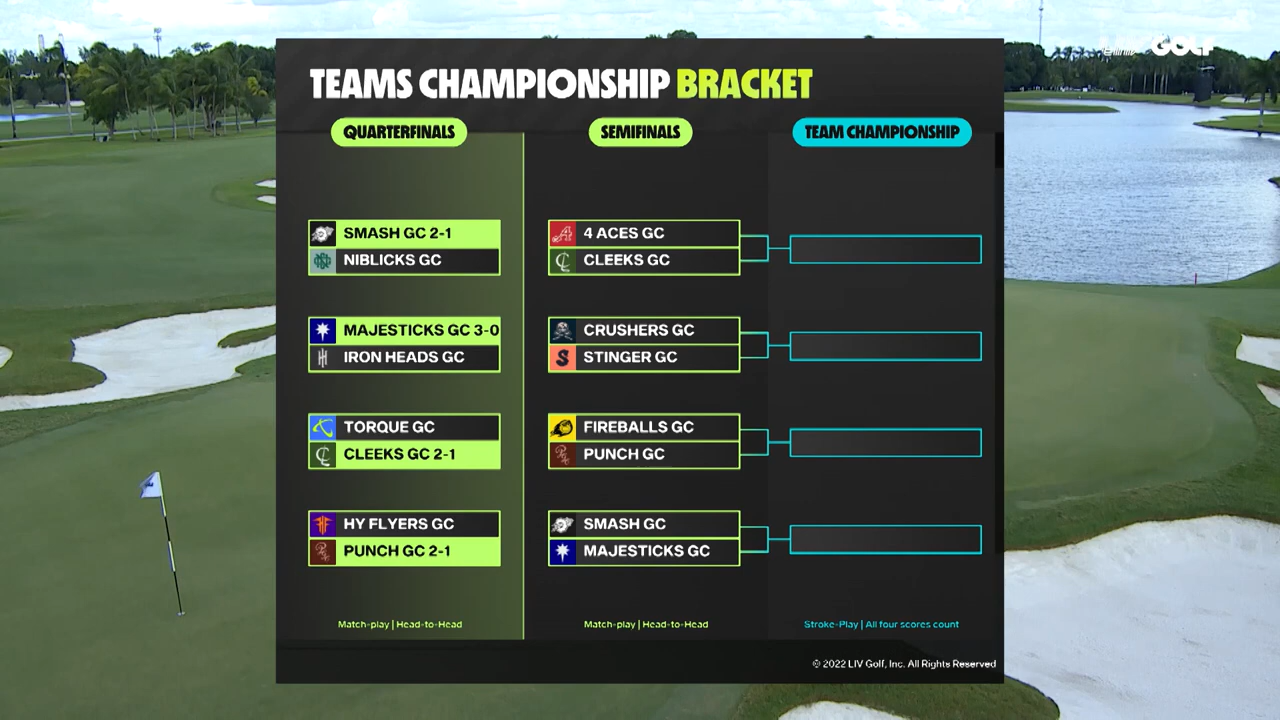 LIV GOLF
TEAMS CHAMPIONSHIP BRACKET
QUARTERFINALS
SMASH GC 2-1
NIBLICKS GC
MAJESTICKS GC 3-0
IRON HEADS GC
TORQUE GC
CLEEKS GC 2-1
HY FLYERS GC
PUNCH GC 2-1
Match-play | Head-to-Head
SEMIFINALS
4 ACES GC
CLEEKS GC
CRUSHERS GC
STINGER GC
FIREBALLS GC
PUNCH GC
SMASH GC
MAJESTICKS GC
Match-play | Head-to-Head
TEAM CHAMPIONSHIP
Stroke-Play | All four scores count
© 2022 LIV Golf, Inc. All Rights Reserved